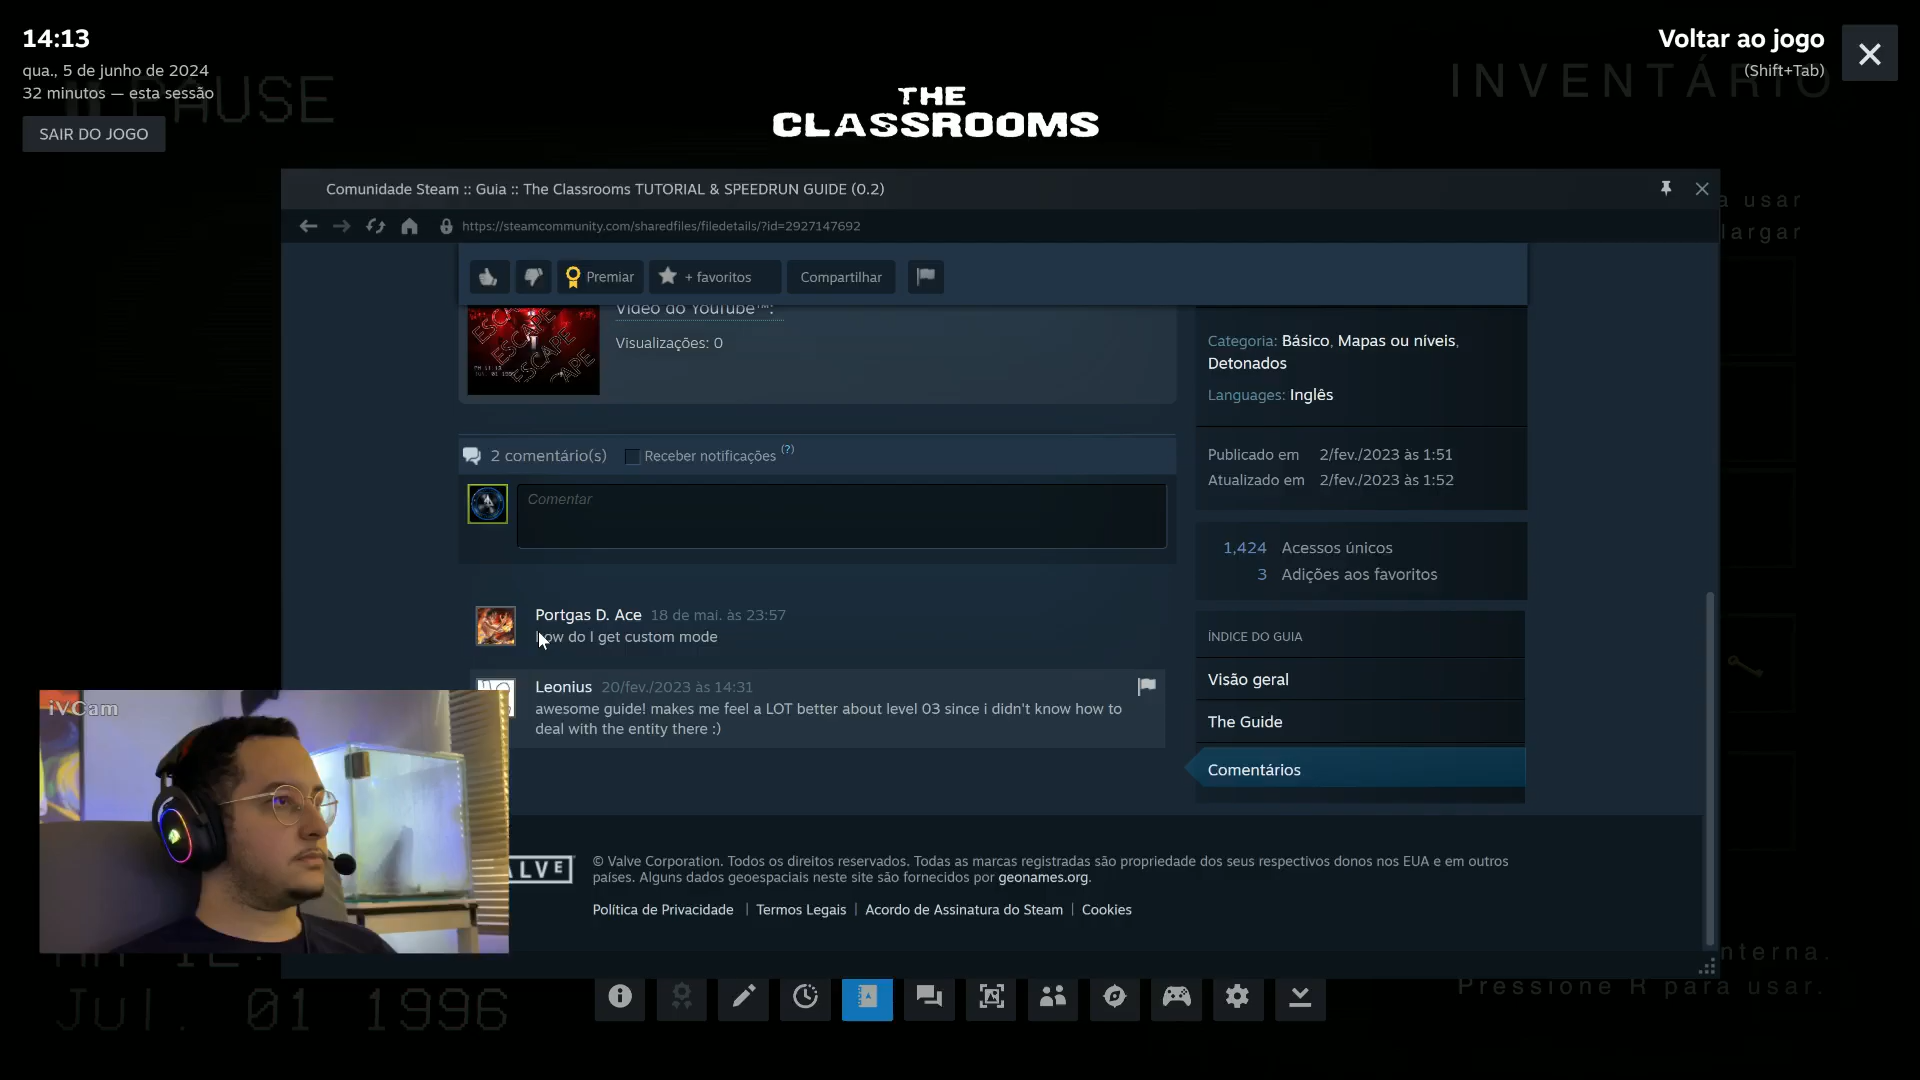 14:13
qua., 5 de junho de 2024
32 minutos — esta sessão
SAIR DO JOGO
PAUSE
THE
CLASSROOMS
Voltar ao jogo
(Shift+Tab)
INVENTÁRIO
Comunidade Steam :: Guia :: The Classrooms TUTORIAL & SPEEDRUN GUIDE (0.2)
https://steamcommunity.com/sharedfiles/filedetails/?id=2927147692
a usar
largar
Premiar
+ favoritos
Compartilhar
Vídeo do YouTube™:
Visualizações: 0
ESCAPE
ESCAPE
ESCAPE
Categoria: Básico, Mapas ou níveis,
Detonados
Languages: Inglês
2 comentário(s)
Receber notificações (?)
Publicado em 2/fev./2023 às 1:51
Atualizado em 2/fev./2023 às 1:52
Comentar
1,424 Acessos únicos
3 Adições aos favoritos
Portgas D. Ace 18 de mai. às 23:57
how do I get custom mode
ÍNDICE DO GUIA
Visão geral
The Guide
Comentários
Leonius 20/fev./2023 às 14:31
awesome guide! makes me feel a LOT better about level 03 since i didn't know how to
deal with the entity there :)
iVCam
ALVE
© Valve Corporation. Todos os direitos reservados. Todas as marcas registradas são propriedade dos seus respectivos donos nos EUA e em outros
países. Alguns dados geoespaciais neste site são fornecidos por geonames.org.
Política de Privacidade | Termos Legais | Acordo de Assinatura do Steam | Cookies
Jul. 01 1996
nterna.
Pressione R para usar.